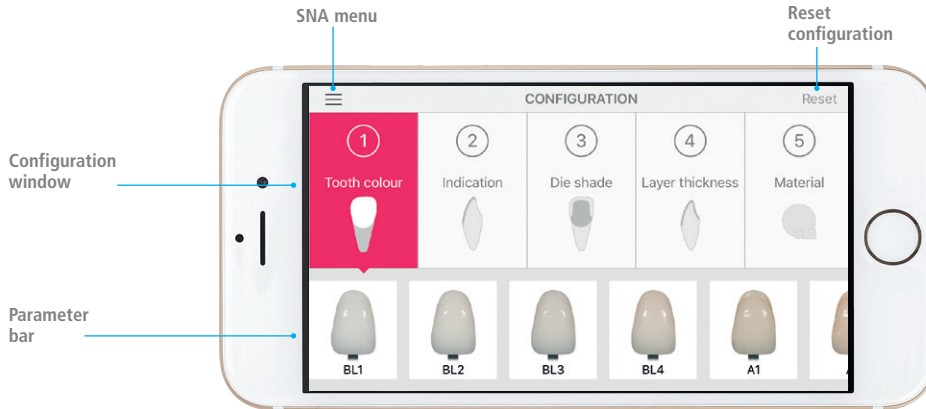 SNA menu
Reset
configuration
CONFIGURATION
Reset
1
2
3
4
5
Configuration
window
Tooth colour
Indication
Die shade
Layer thickness
Material
Parameter
bar
BL1
BL2
BL3
BL4
A1